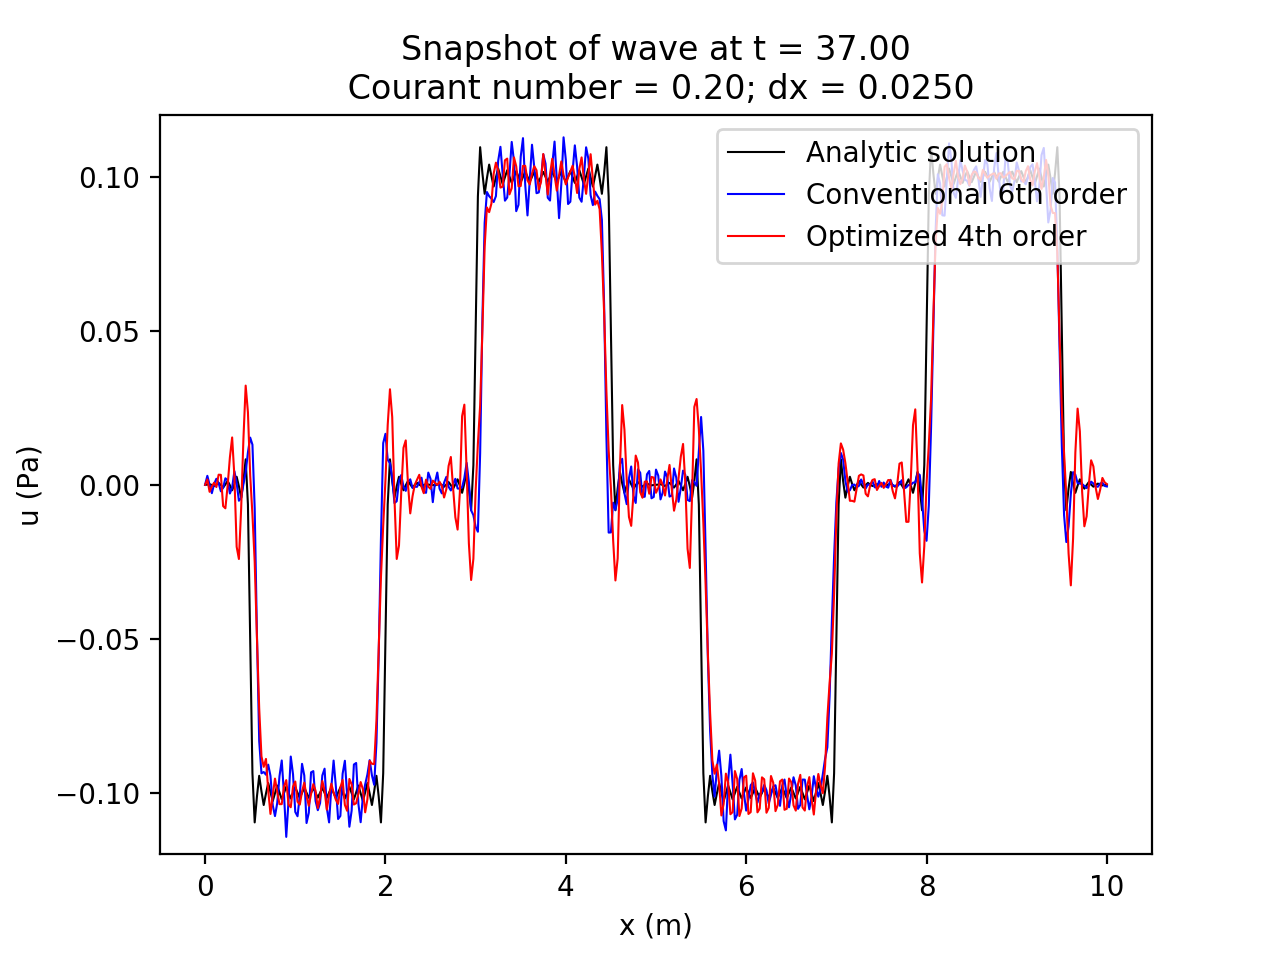 Snapshot of wave at t = 37.00
Courant number = 0.20; dx = 0.0250
Analytic solution
Conventional 6th order
Optimized 4th order
0.10
0.05
0.00
−0.05
−0.10
u (Pa)
0 2 4 6 8 10
x (m)